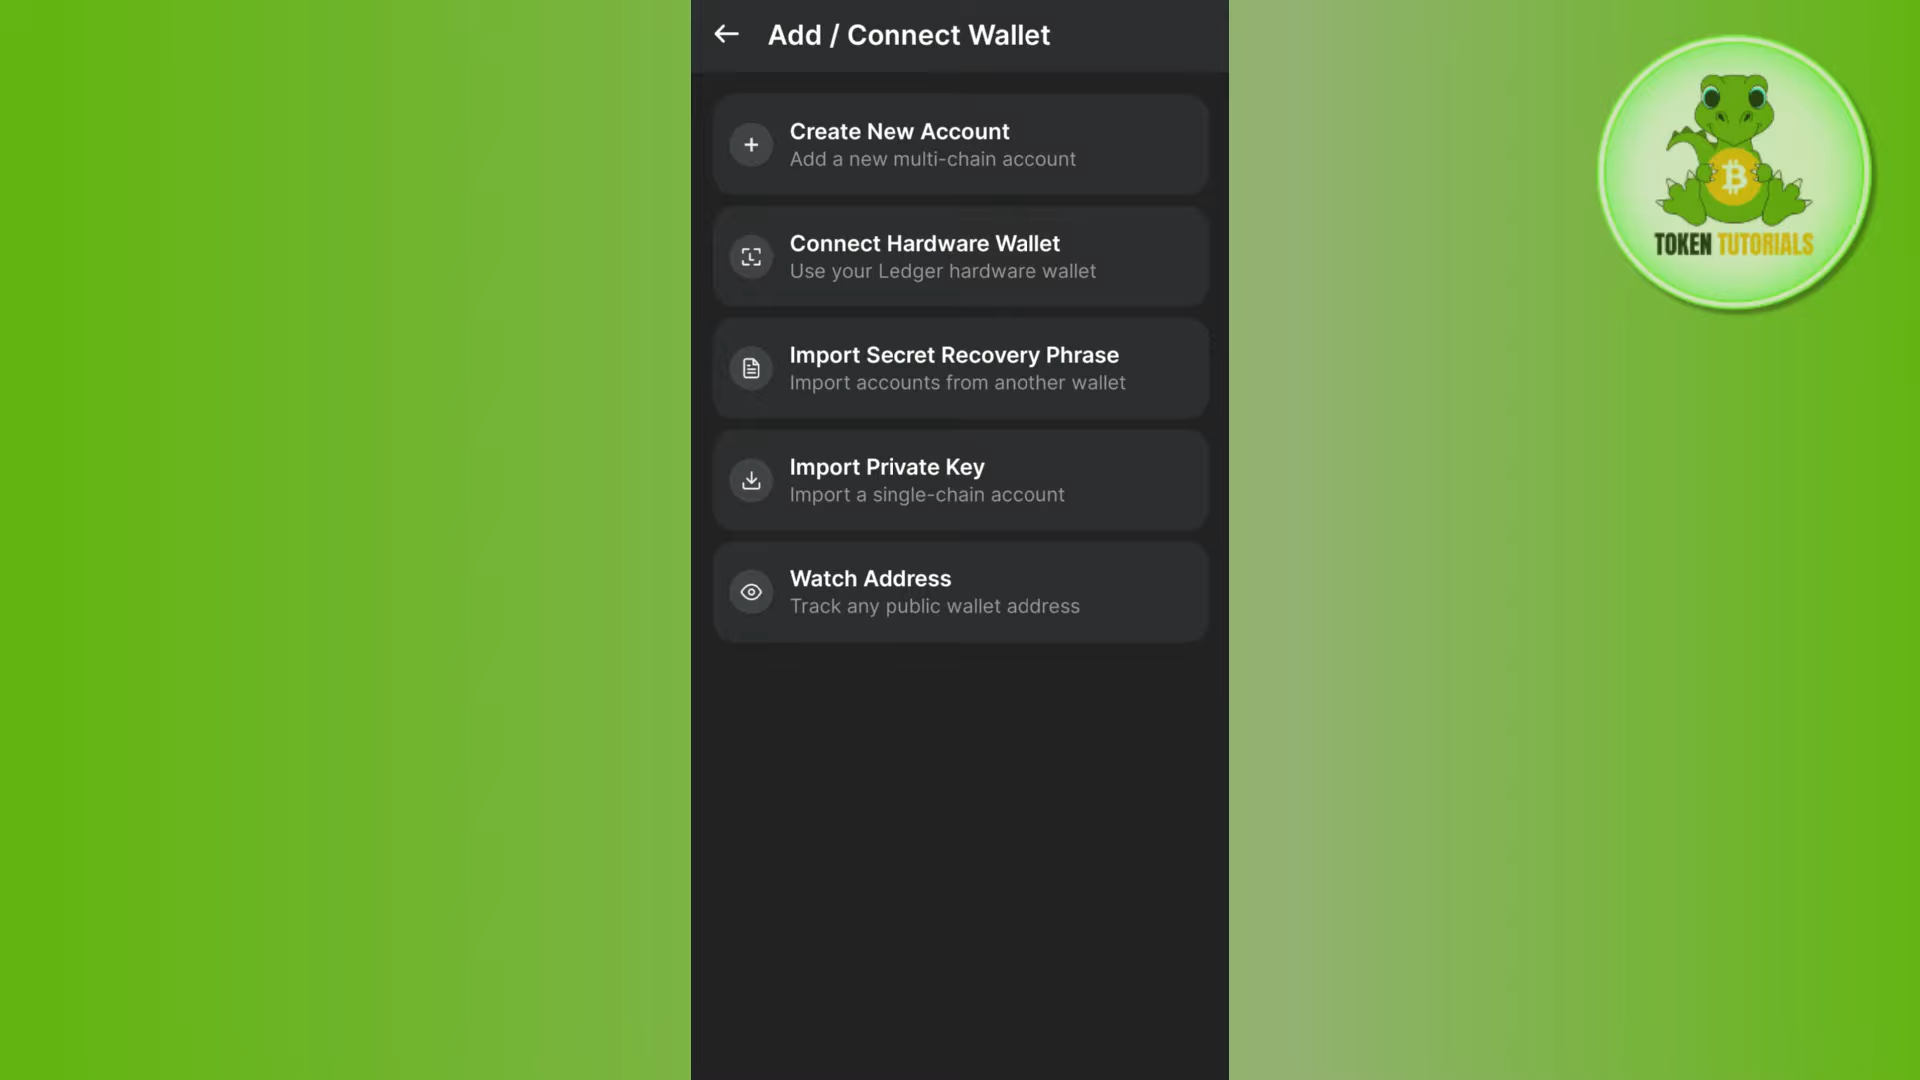 Add / Connect Wallet
Create New Account
Add a new multi-chain account
Connect Hardware Wallet
Use your Ledger hardware wallet
Import Secret Recovery Phrase
Import accounts from another wallet
Import Private Key
Import a single-chain account
Watch Address
Track any public wallet address
TOKEN TUTORIALS